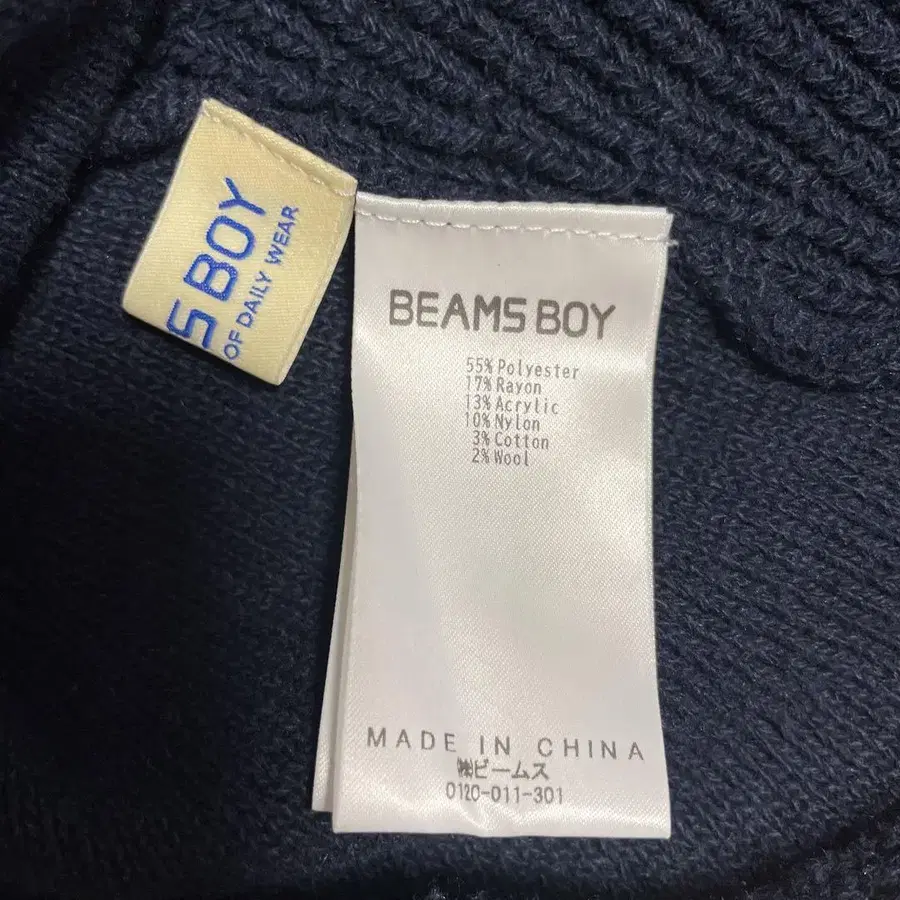 S BOY
OF DAILY WEAR
BEAMS BOY
55% Polyester
17% Rayon
13% Acrylic
10% Nylon
3% Cotton
2% Wool
MADE IN CHINA
㈱ビームス
0120-011-301